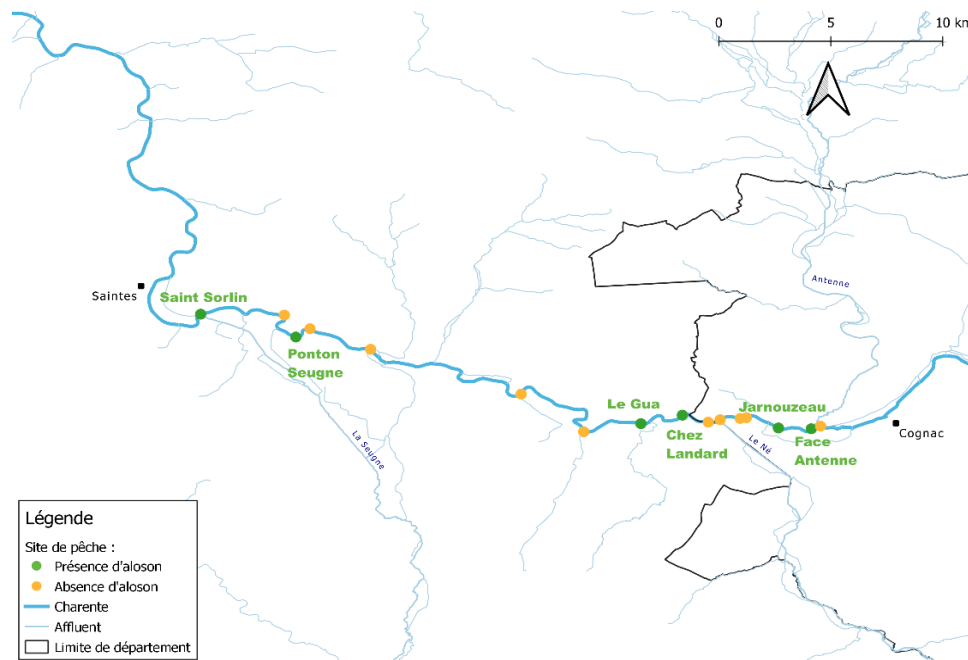 0 5 10 km
Antenne
Saintes
Saint Sorlin
Ponton
Seugne
Le Gua
Jarnouzeau
Chez
Landard
Face
Antenne
Cognac
Le Né
La Seugne
Légende
Site de pêche :
Présence d'aloson
Absence d'aloson
Charente
Affluent
Limite de département